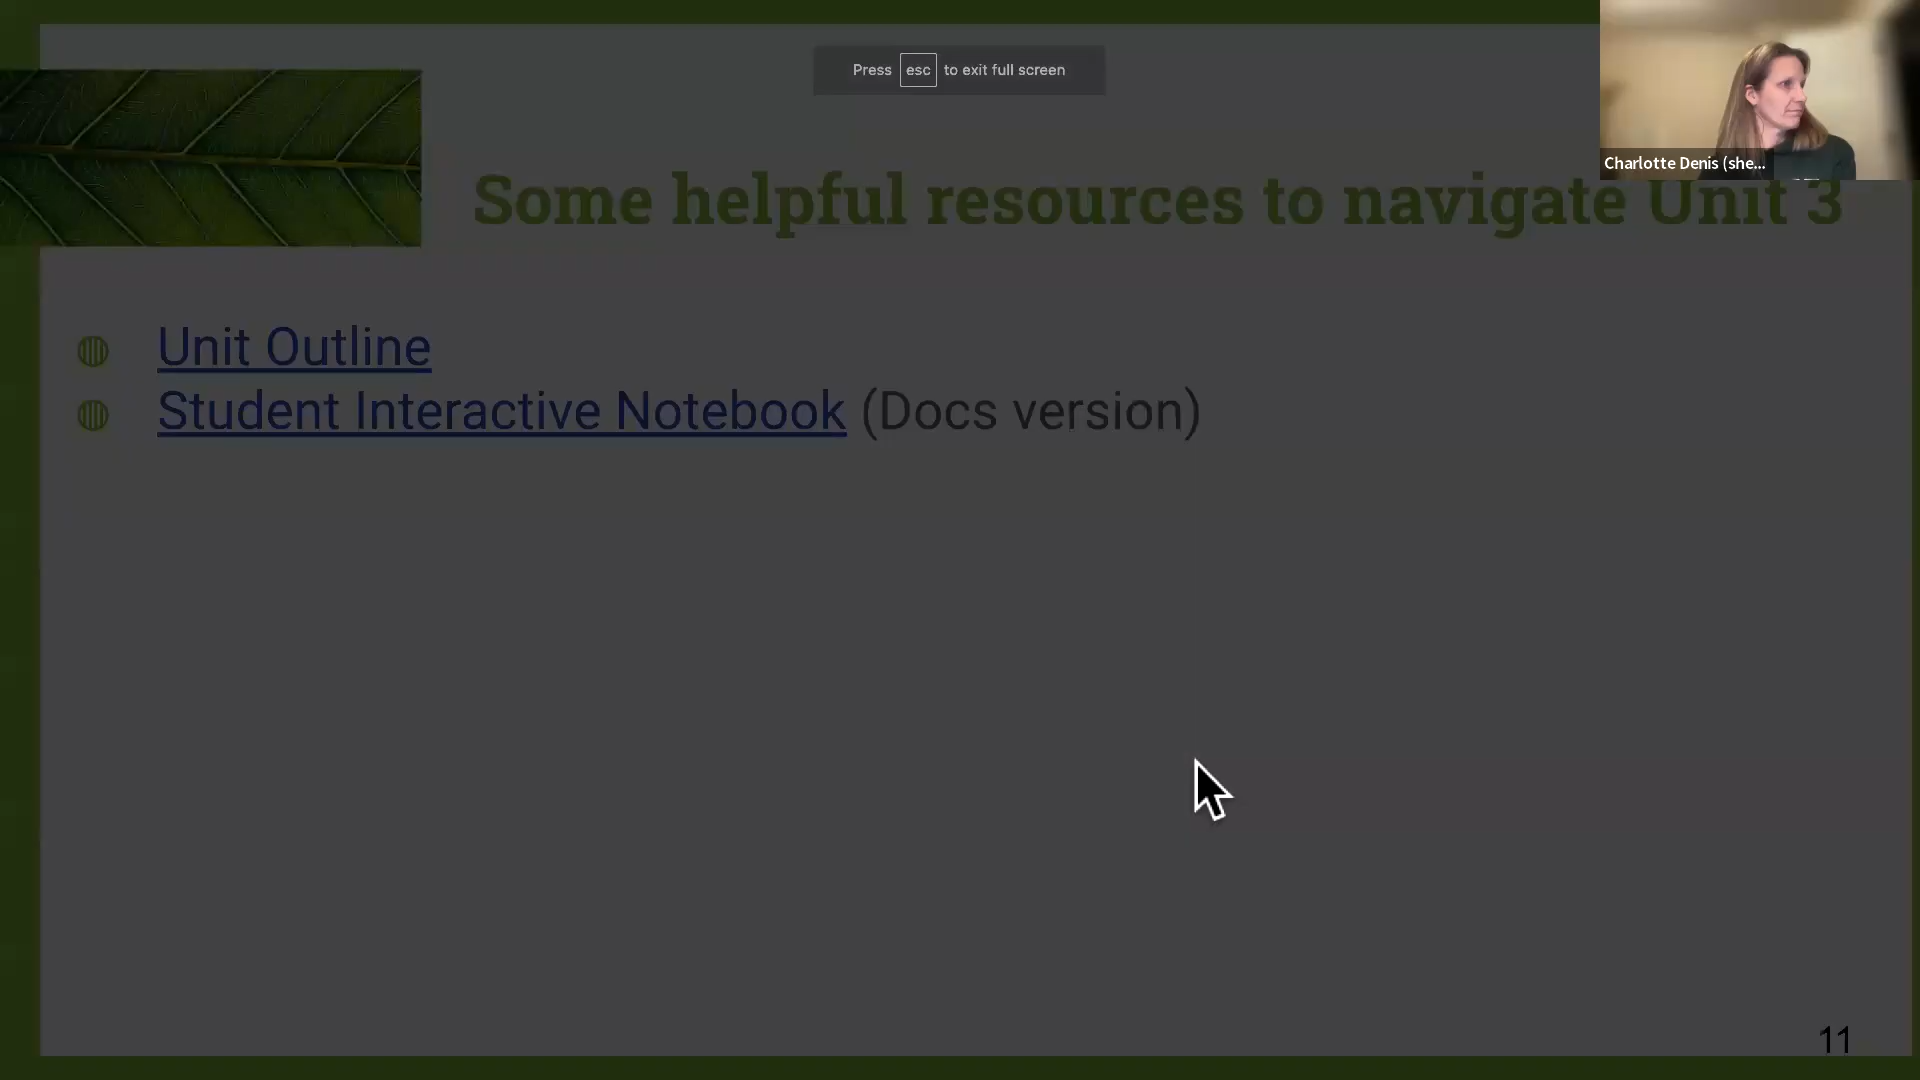 Press esc to exit full screen
Charlotte Denis (she...
Some helpful resources to navigate Unit 3
Unit Outline
Student Interactive Notebook (Docs version)
11